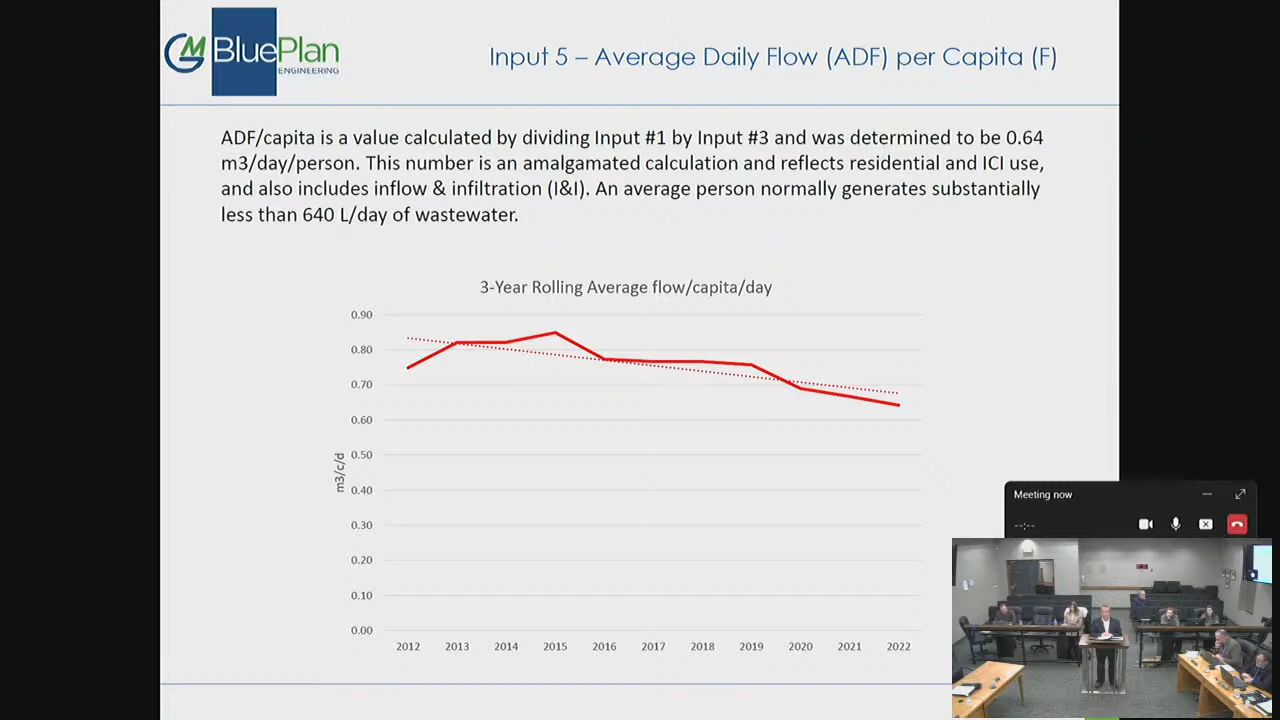 GM BluePlan
ENGINEERING
Input 5 – Average Daily Flow (ADF) per Capita (F)
ADF/capita is a value calculated by dividing Input #1 by Input #3 and was determined to be 0.64
m3/day/person. This number is an amalgamated calculation and reflects residential and ICI use,
and also includes inflow & infiltration (I&I). An average person normally generates substantially
less than 640 L/day of wastewater.
3-Year Rolling Average flow/capita/day
0.90
0.80
0.70
0.60
0.50
0.40
0.30
0.20
0.10
0.00
m3/c/d
2012 2013 2014 2015 2016 2017 2018 2019 2020 2021 2022
Meeting now
--:--